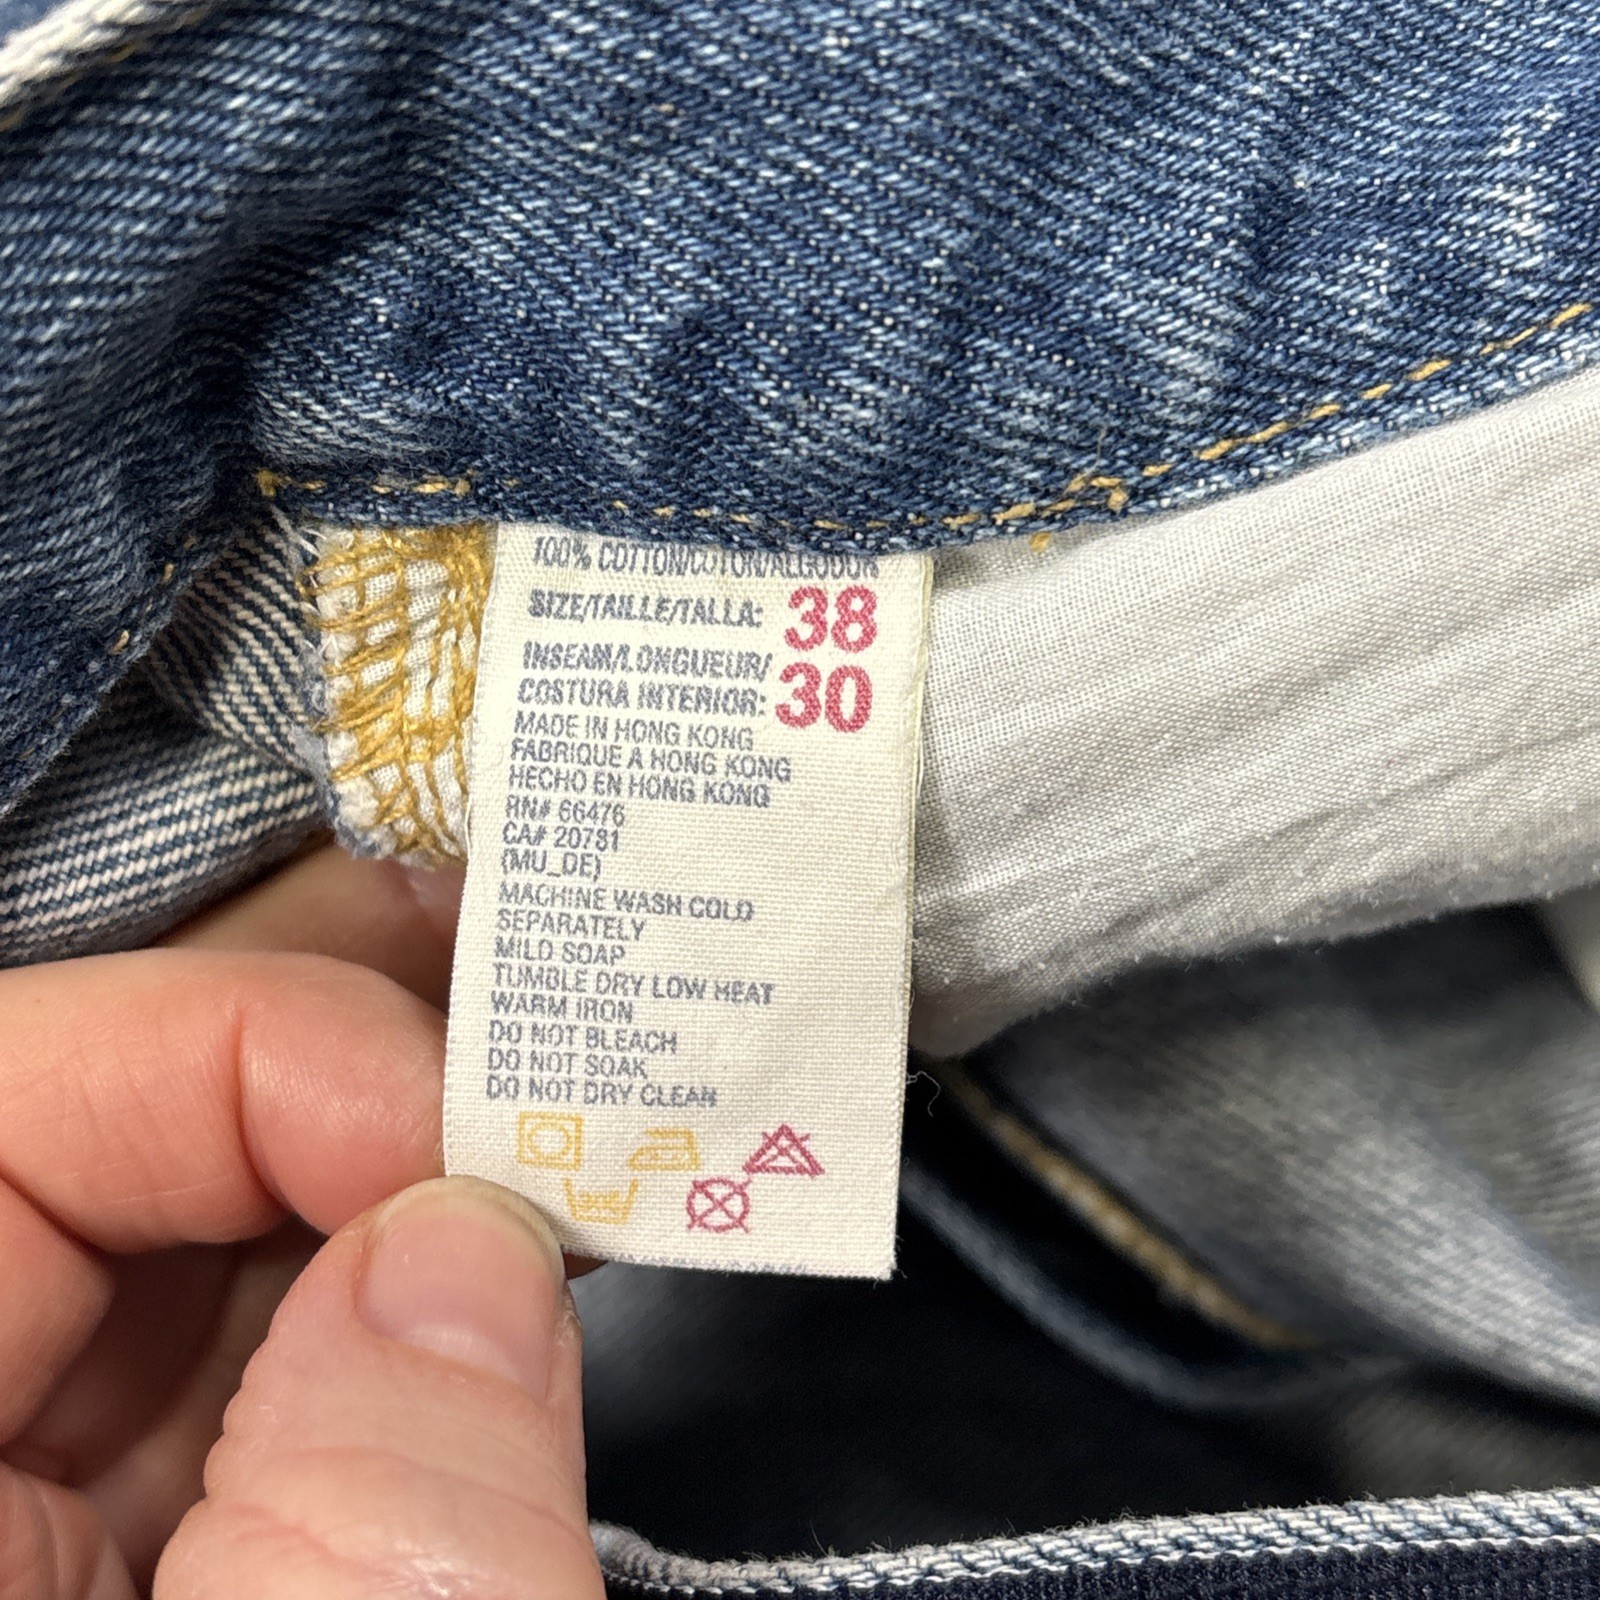 100% COTTON/COTON/ALGODON
SIZE/TAILLE/TALLA: 38
INSEAM/LONGUEUR/
COSTURA INTERIOR: 30
MADE IN HONG KONG
FABRIQUE A HONG KONG
HECHO EN HONG KONG
RN# 66476
CA# 20781
(MU_DE)
MACHINE WASH COLD
SEPARATELY
MILD SOAP
TUMBLE DRY LOW HEAT
WARM IRON
DO NOT BLEACH
DO NOT SOAK
DO NOT DRY CLEAN